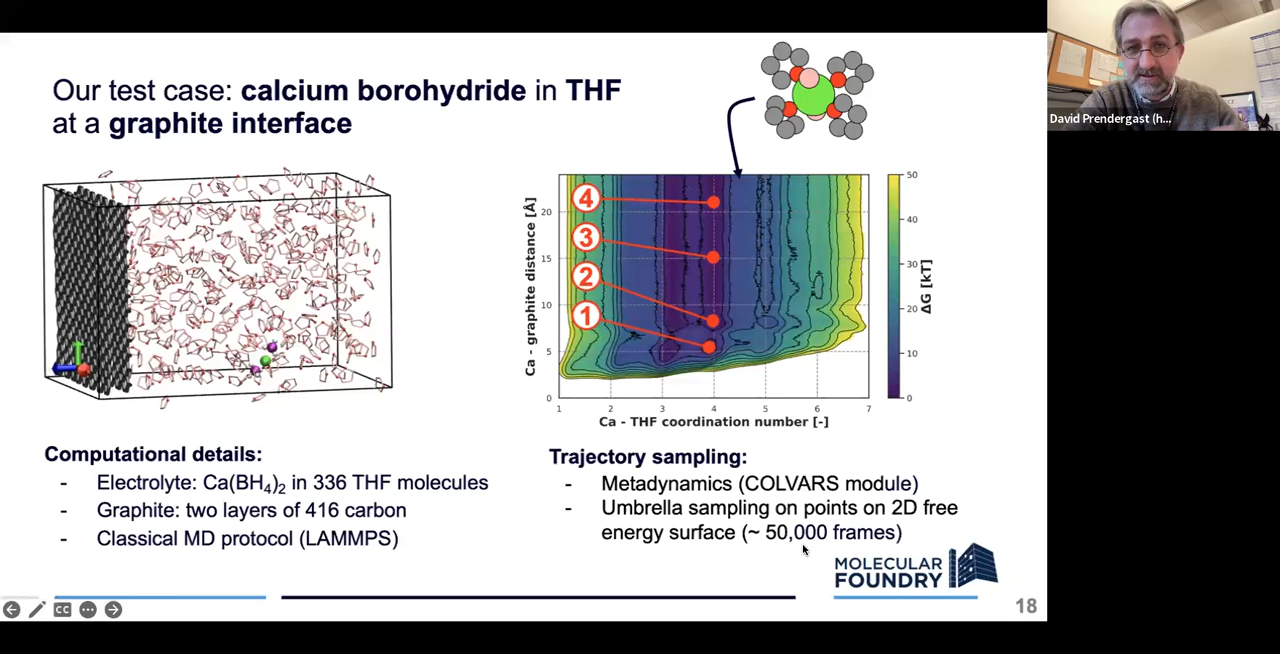 Our test case: calcium borohydride in THF
at a graphite interface
David Prendergast (h...
4
3
2
1
20
15
10
5
0
Ca - graphite distance [Å]
1 2 3 4 5 6 7
Ca - THF coordination number [-]
50
40
30
20
10
0
ΔG [kT]
Computational details:
- Electrolyte: Ca(BH₄)₂ in 336 THF molecules
- Graphite: two layers of 416 carbon
- Classical MD protocol (LAMMPS)
Trajectory sampling:
- Metadynamics (COLVARS module)
- Umbrella sampling on points on 2D free
energy surface (~ 50,000 frames)
MOLECULAR
FOUNDRY
CC
18